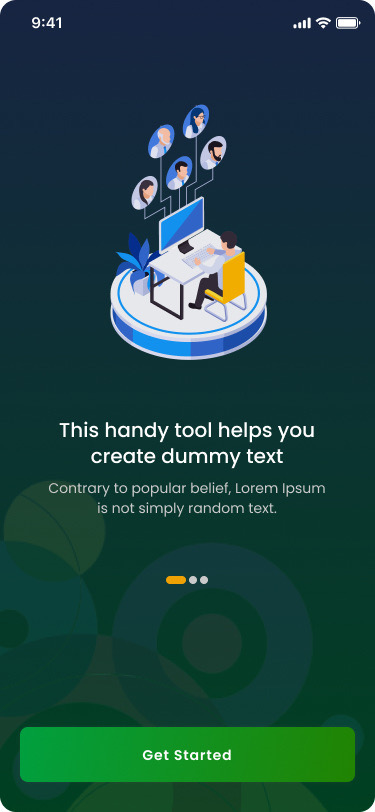 9:41
This handy tool helps you
create dummy text
Contrary to popular belief, Lorem Ipsum
is not simply random text.
Get Started